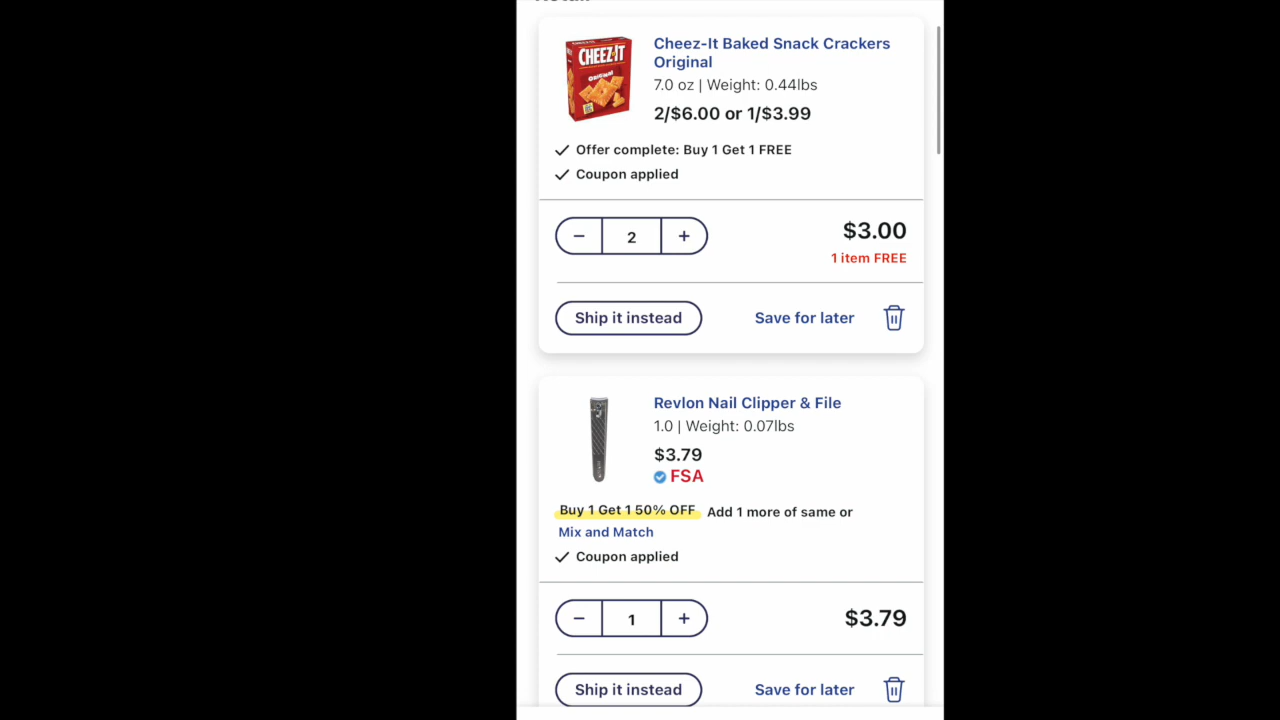 Cheez-It Baked Snack Crackers
Original
7.0 oz | Weight: 0.44lbs
2/$6.00 or 1/$3.99
CHEEZ-IT
ORIGINAL
Offer complete: Buy 1 Get 1 FREE
Coupon applied
2
$3.00
1 item FREE
Ship it instead
Save for later
Revlon Nail Clipper & File
1.0 | Weight: 0.07lbs
$3.79
FSA
Buy 1 Get 1 50% OFF Add 1 more of same or
Mix and Match
Coupon applied
1
$3.79
Ship it instead
Save for later